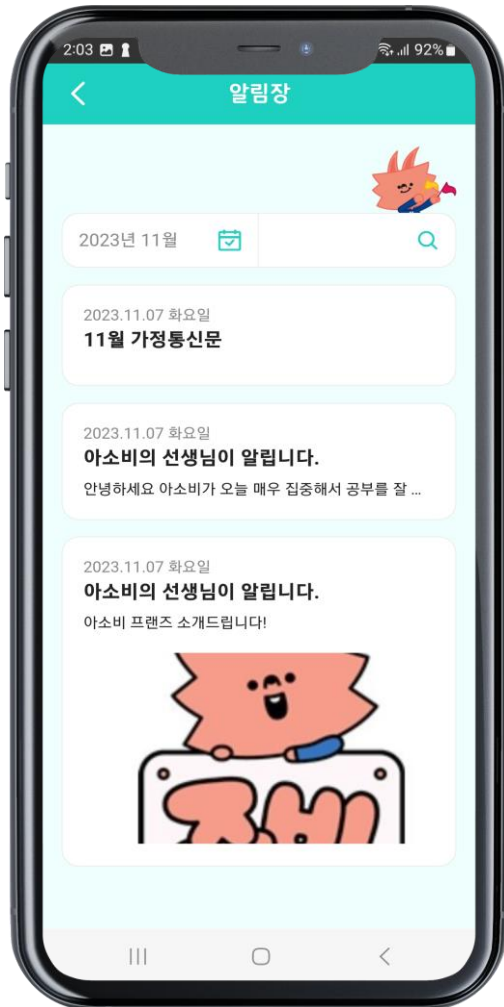 2:03 92%
알림장
2023년 11월
2023.11.07 화요일
11월 가정통신문
2023.11.07 화요일
아소비의 선생님이 알립니다.
안녕하세요 아소비가 오늘 매우 집중해서 공부를 잘 ...
2023.11.07 화요일
아소비의 선생님이 알립니다.
아소비 프랜즈 소개드립니다!